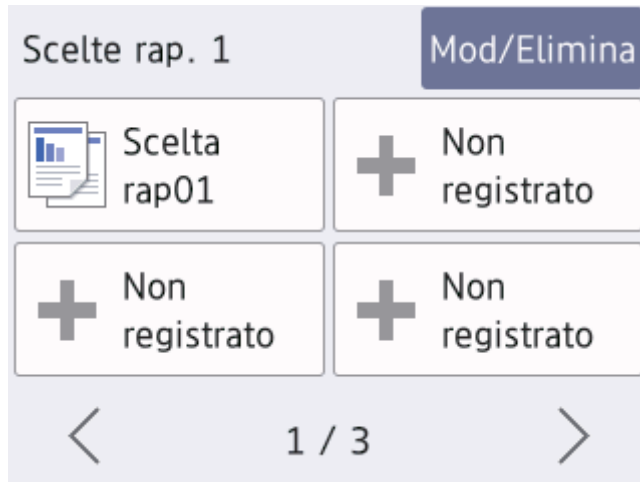 Scelte rap. 1
Mod/Elimina
Scelta
rap01
Non
registrato
Non
registrato
Non
registrato
1 / 3